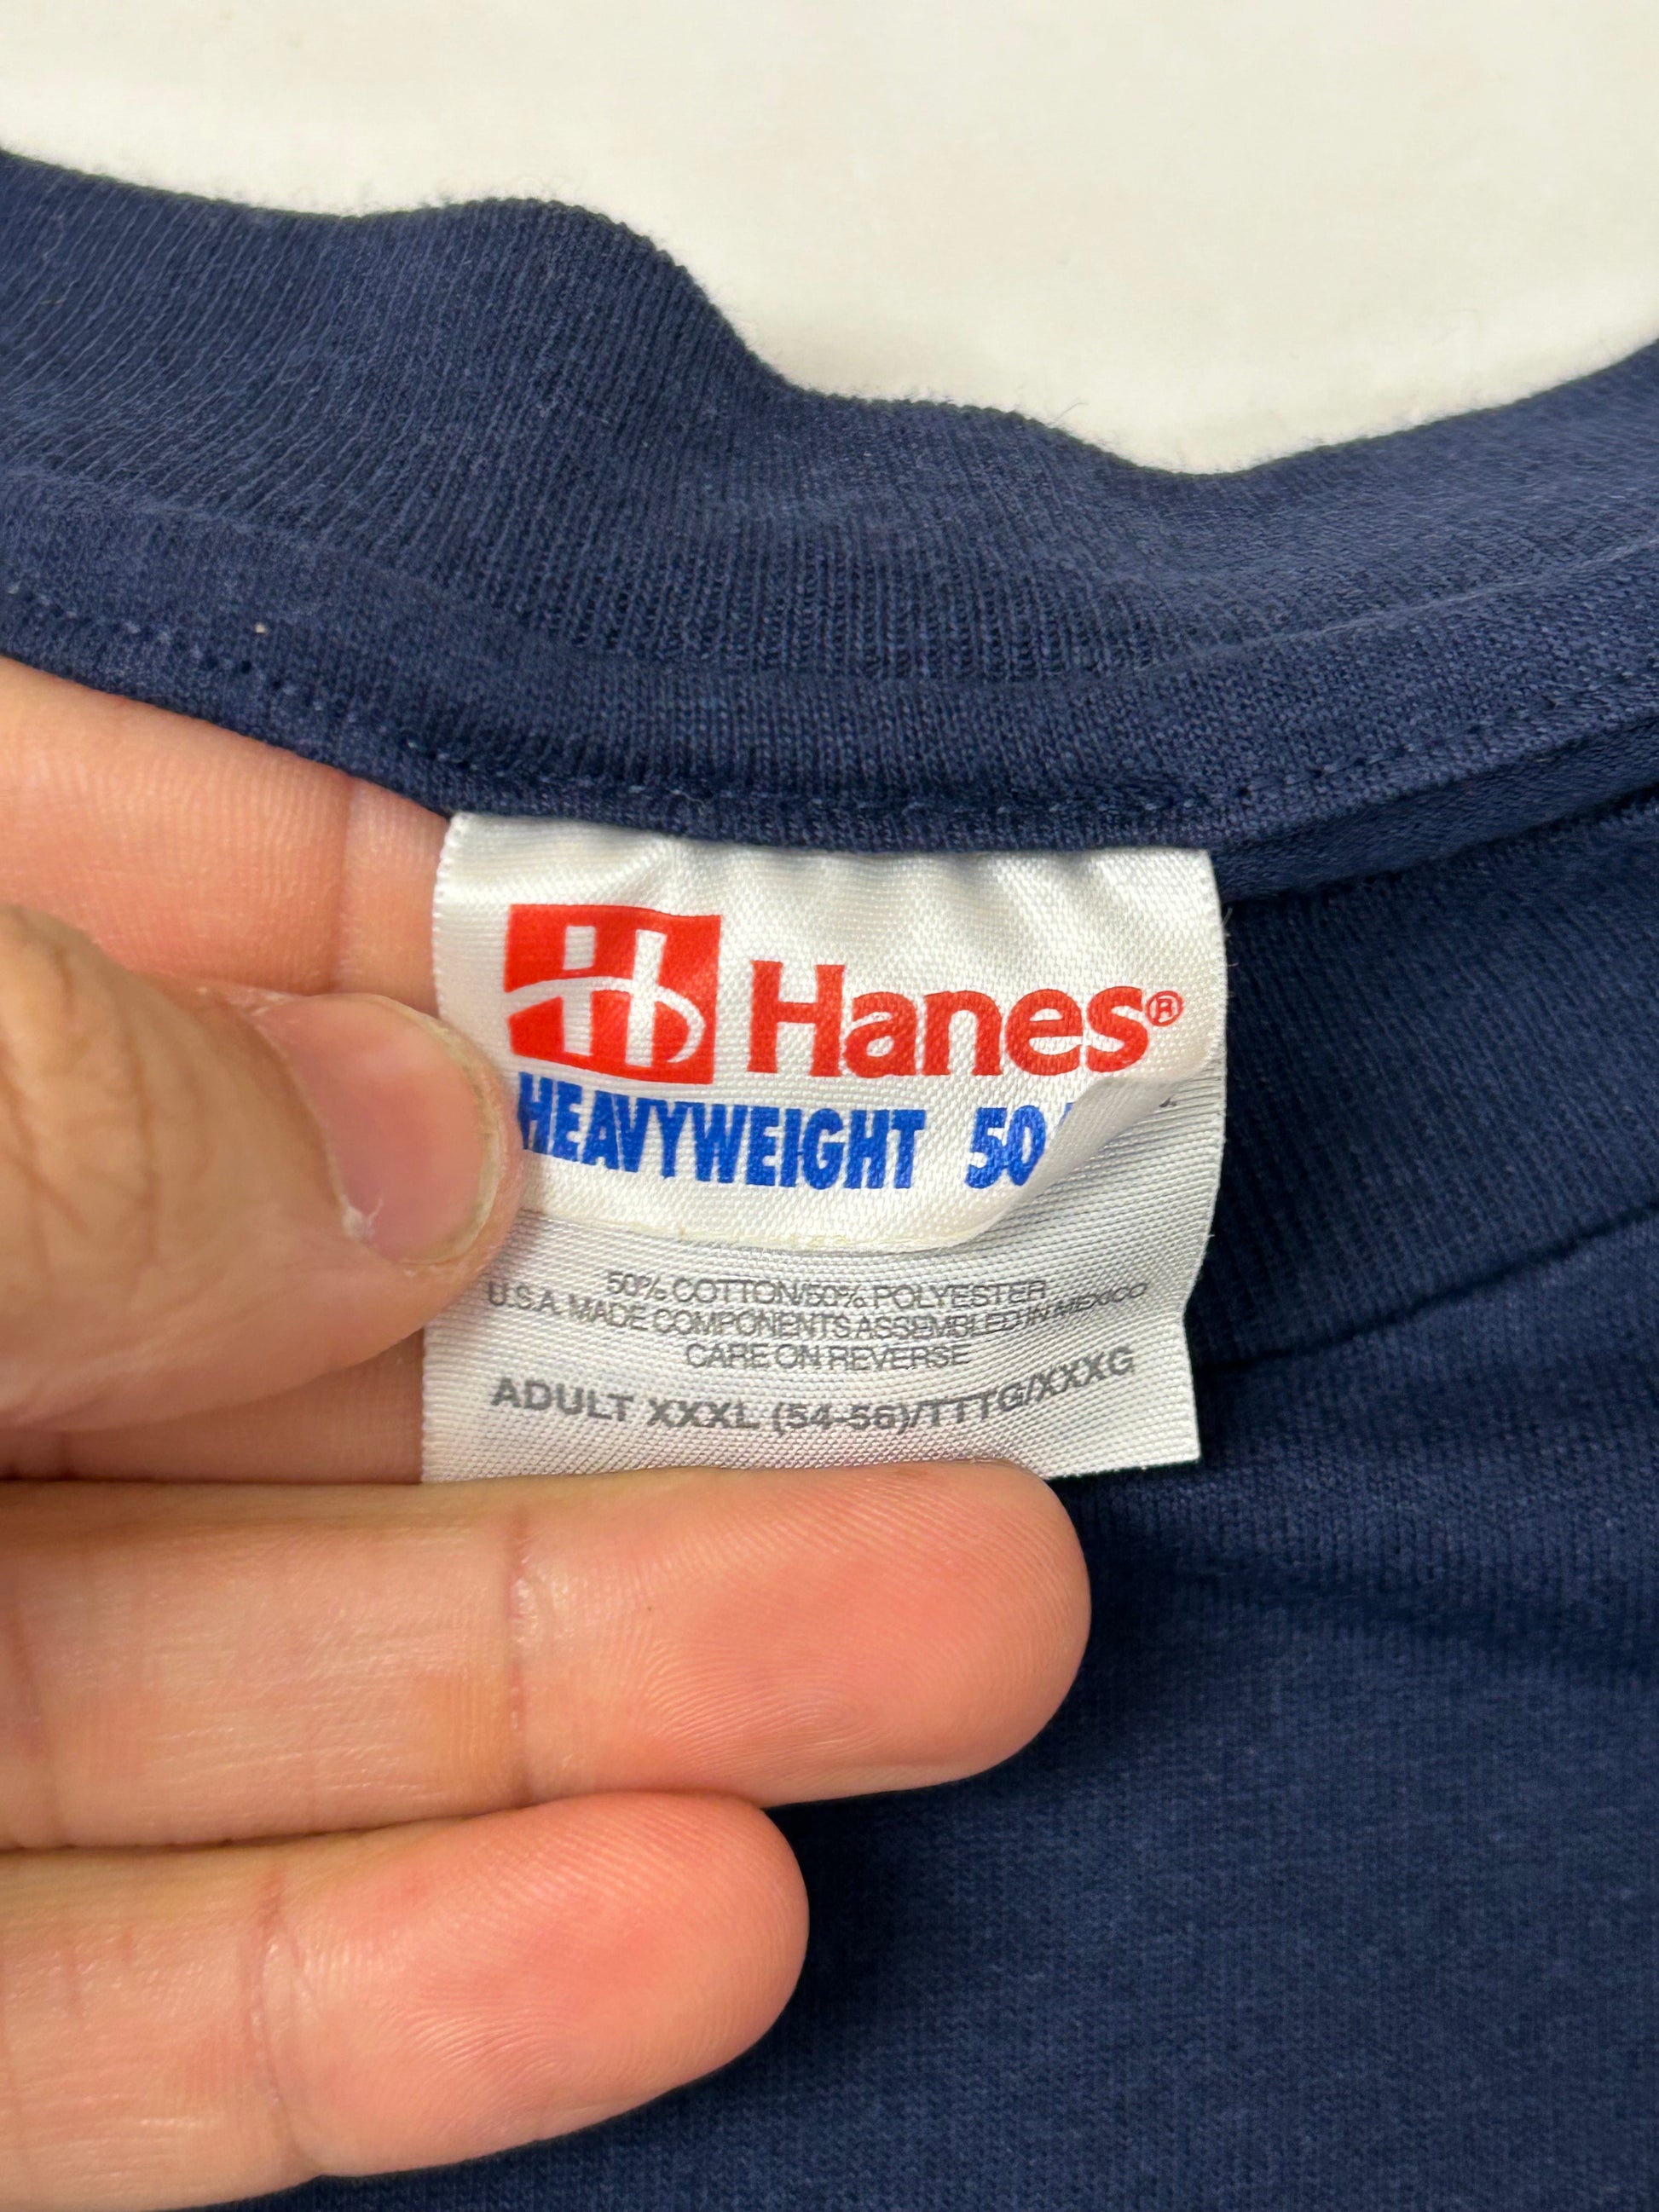 H Hanes®
HEAVYWEIGHT 50
50% COTTON/50% POLYESTER
U.S.A. MADE COMPONENTS ASSEMBLED IN MEXICO
CARE ON REVERSE
ADULT XXXL (54-56)/TTTG/XXXG